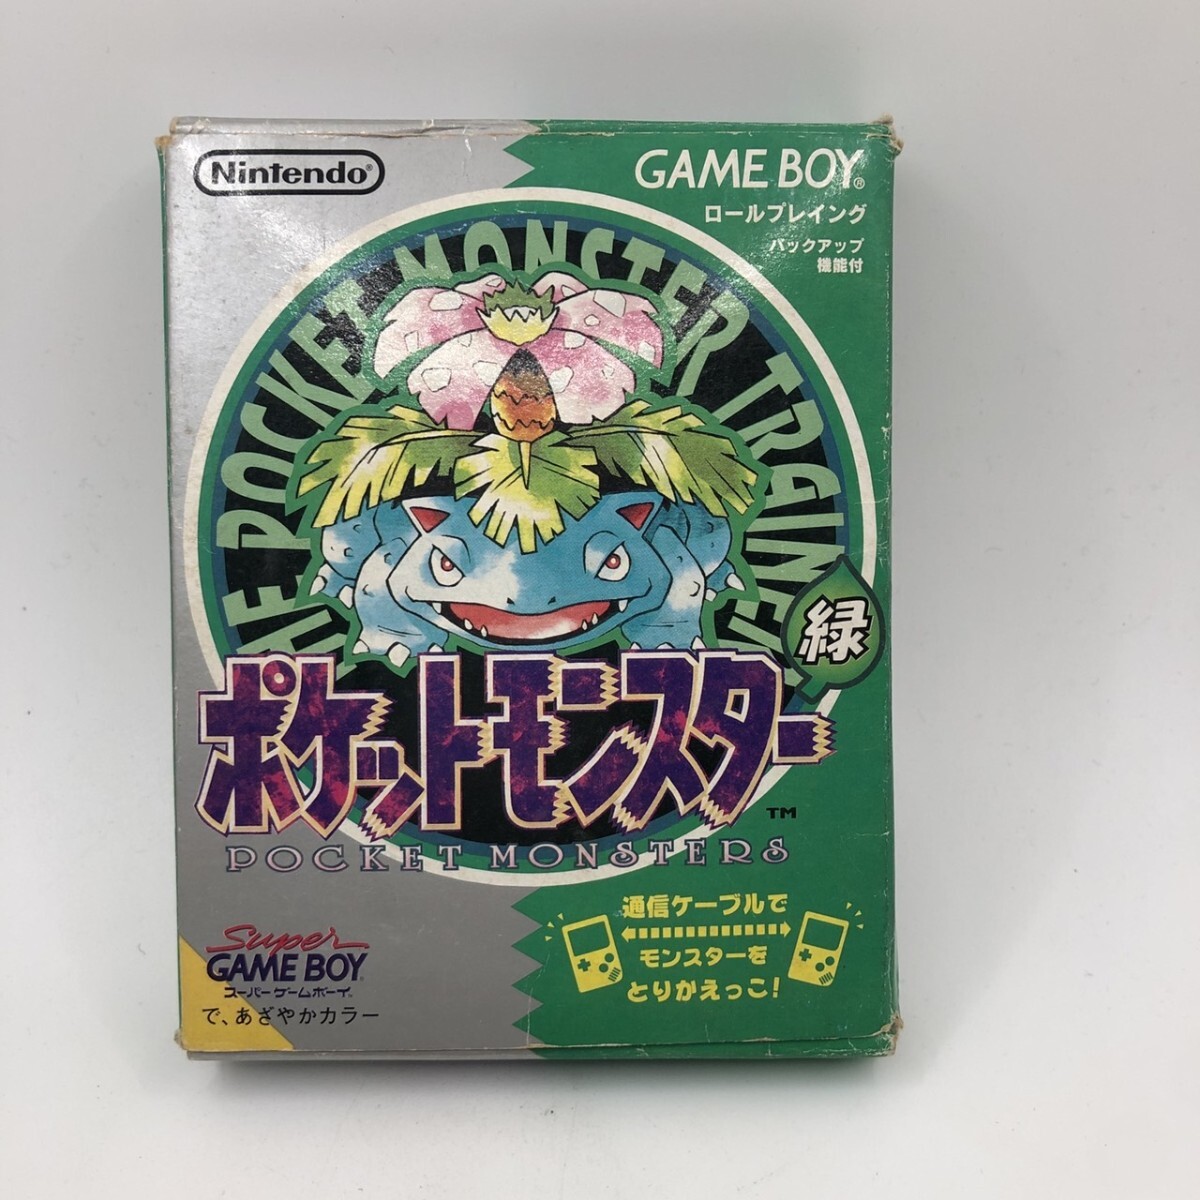 Nintendo®
GAME BOY®
ロールプレイング
バックアップ
機能付
THE POCKET MONSTER TRAINER
緑
ポケットモンスター
TM
POCKET MONSTERS
通信ケーブルで
モンスターを
とりかえっこ!
Super
GAME BOY
スーパーゲームボーイ
で、あざやかカラー